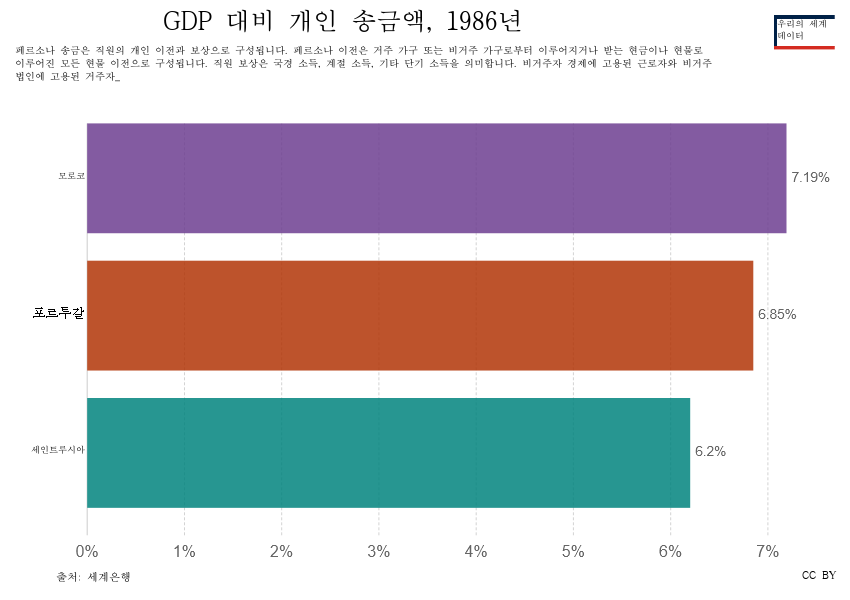 GDP 대비 개인 송금액, 1986년
우리의 세계
데이터
페르소나 송금은 직원의 개인 이전과 보상으로 구성됩니다. 페르소나 이전은 거주 가구 또는 비거주 가구로부터 이루어지거나 받는 현금이나 현물로
이루어진 모든 현물 이전으로 구성됩니다. 직원 보상은 국경 소득, 계절 소득, 기타 단기 소득을 의미합니다. 비거주자 경제에 고용된 근로자와 비거주
법인에 고용된 거주자_
모로코
7.19%
포르투갈
6.85%
세인트루시아
6.2%
0% 1% 2% 3% 4% 5% 6% 7%
출처: 세계은행
CC BY